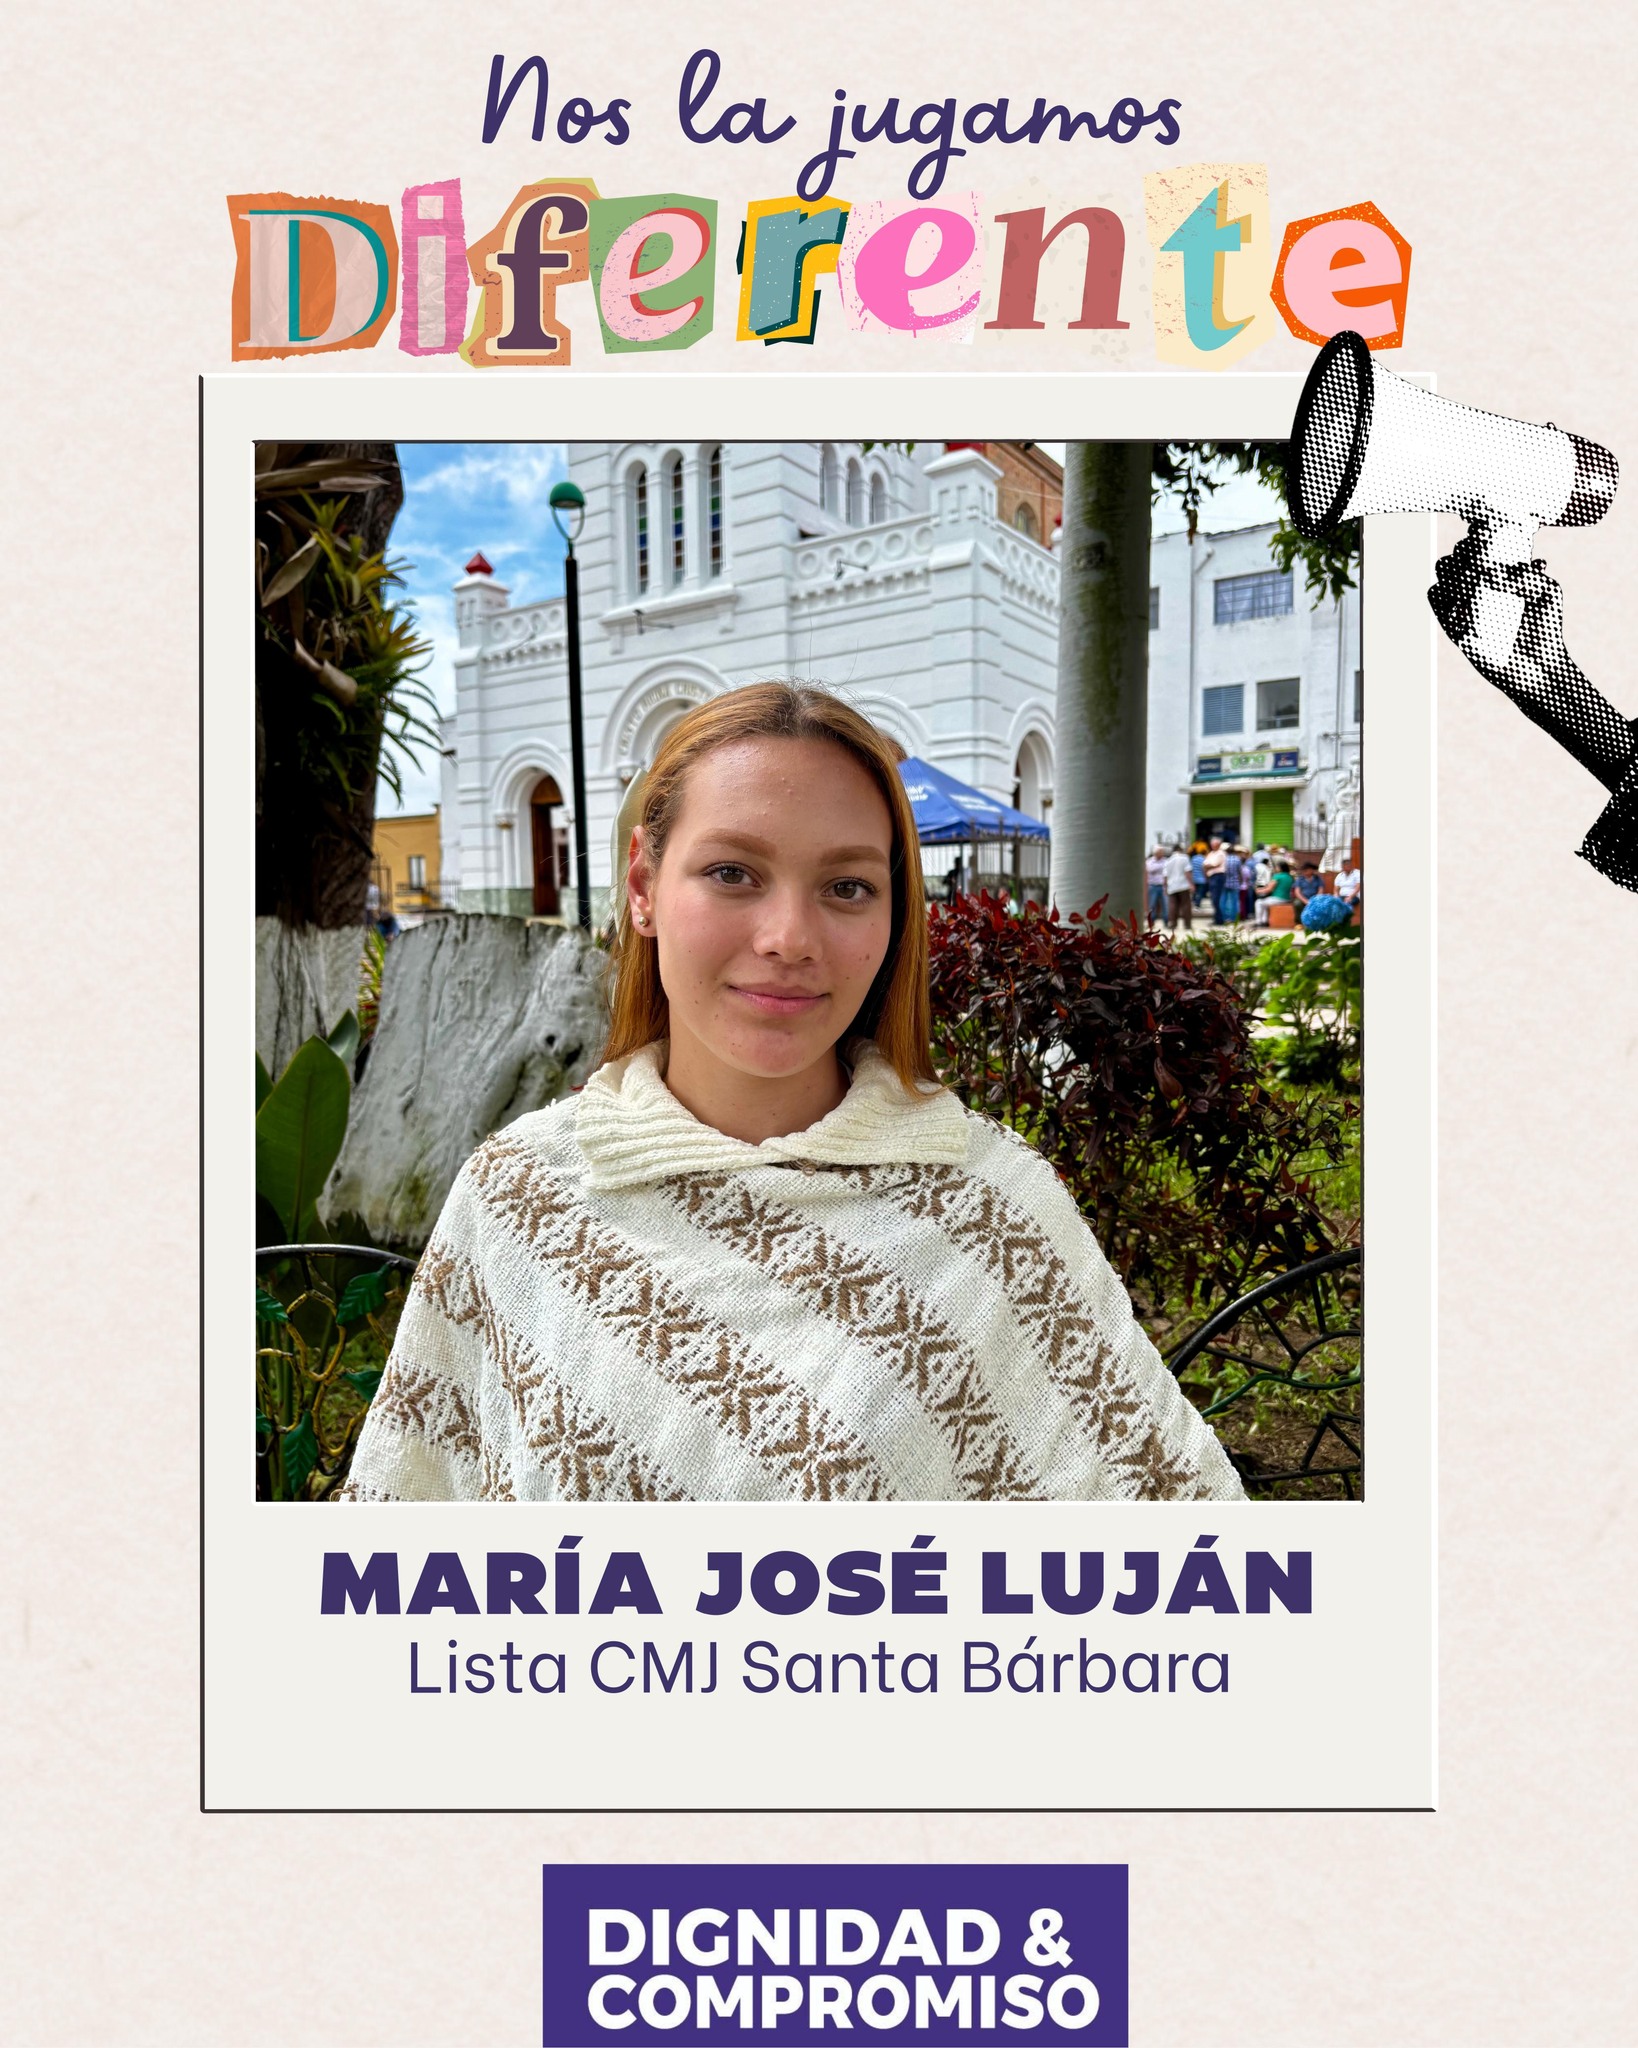 Nos la jugamos
Diferente
MARÍA JOSÉ LUJÁN
Lista CMJ Santa Bárbara
DIGNIDAD &
COMPROMISO